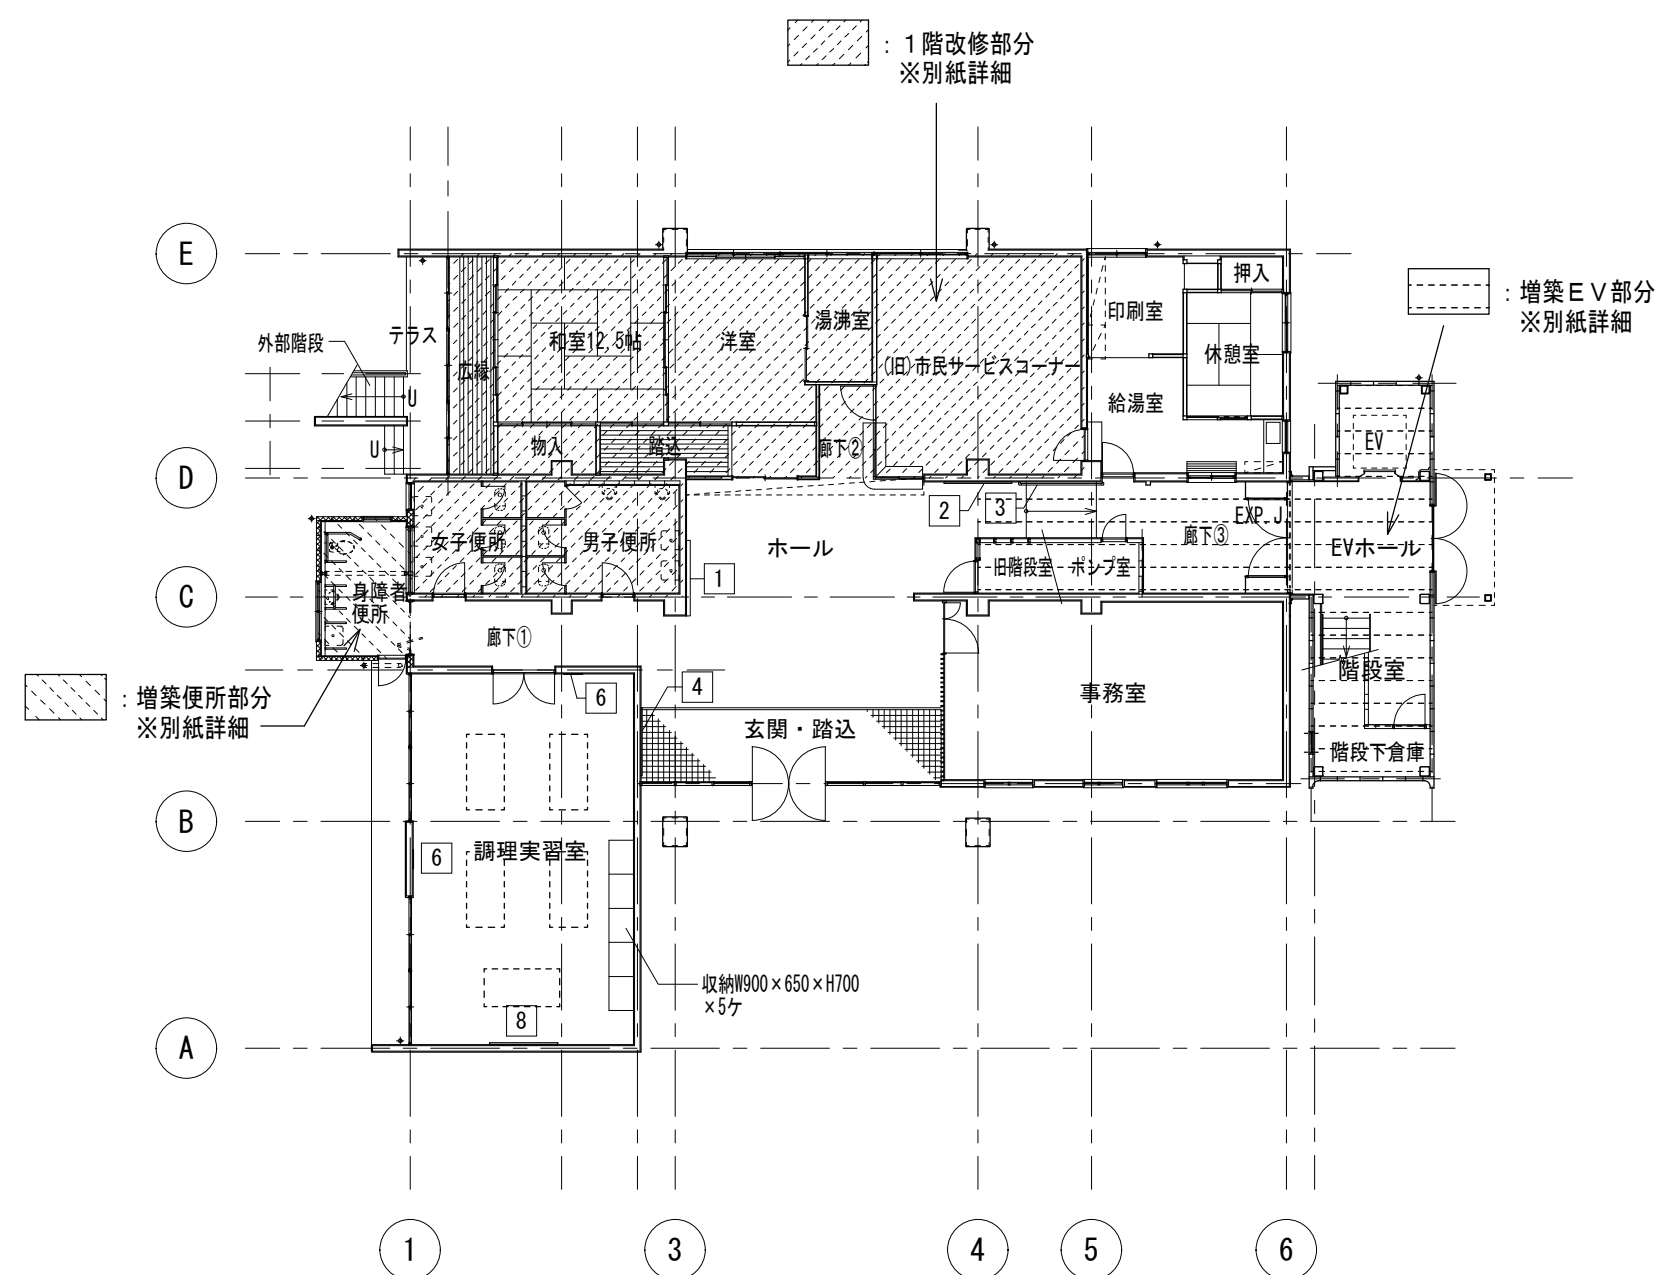 ：１階改修部分
※別紙詳細
E
：増築ＥＶ部分
※別紙詳細
押入
印刷室
湯沸室
テラス
外部階段
和室12.5帖
洋室
休憩室
広縁
(旧)市民サービスコーナー
U
給湯室
EV
U
物入
踏込
廊下②
D
2
3
EXP.J
女子便所
男子便所
ホール
廊下③
EVホール
旧階段室
ポンプ室
1
C
身障者
便所
廊下①
階段室
6
4
事務室
：増築便所部分
※別紙詳細
玄関・踏込
階段下倉庫
B
6
調理実習室
収納W900×650×H700
×5ケ
8
A
1
3
4
5
6